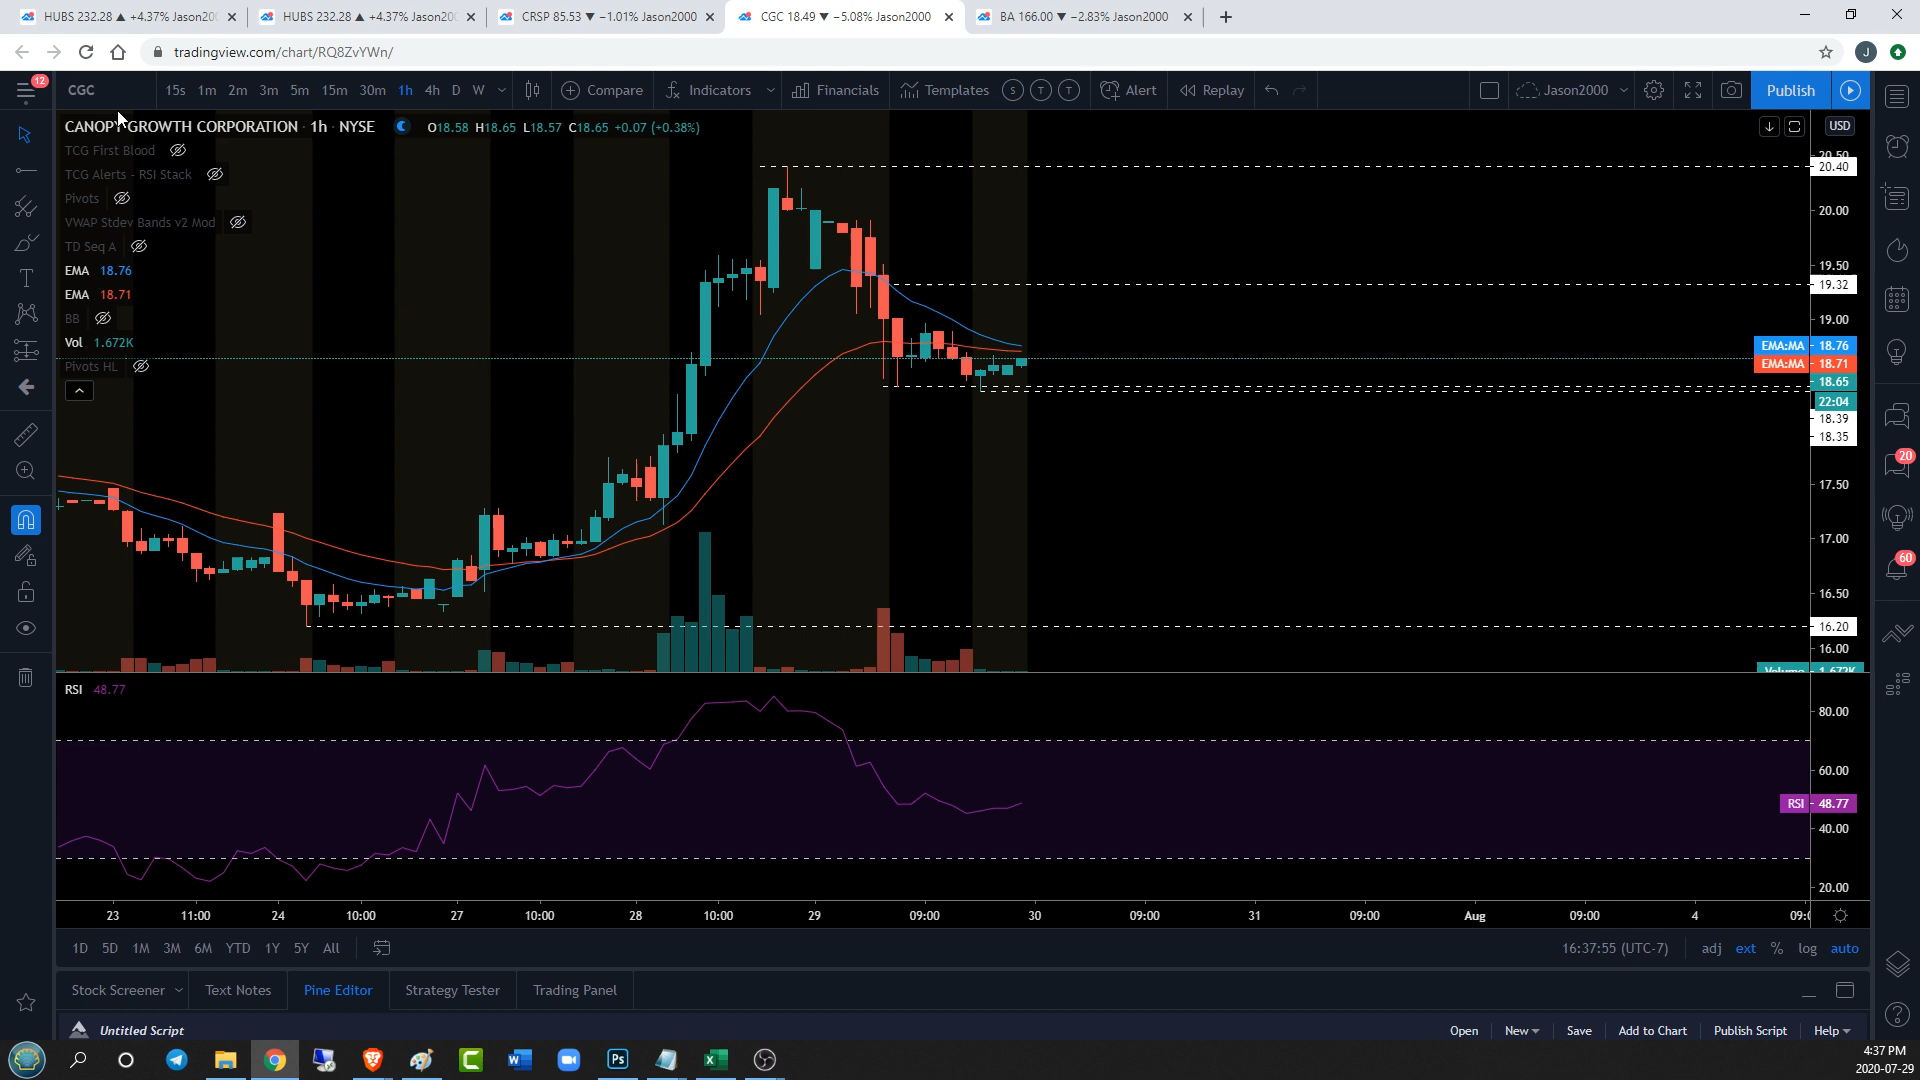 HUBS 232.28 ▲ +4.37% Jason20
HUBS 232.28 ▲ +4.37% Jason200
CRSP 85.53 ▼ −1.01% Jason2000
CGC 18.49 ▼ −5.08% Jason2000
BA 166.00 ▼ −2.83% Jason2000
tradingview.com/chart/RQ8ZvYWn/
J
12
CGC
15s 1m 2m 3m 5m 15m 30m 1h 4h D W
Compare
Indicators
Financials
Templates
S T T
Alert
Replay
Jason2000
Publish
CANOPY GROWTH CORPORATION · 1h · NYSE
O18.58 H18.65 L18.57 C18.65 +0.07 (+0.38%)
USD
TCG First Blood
TCG Alerts - RSI Stack
Pivots
VWAP Stdev Bands v2 Mod
TD Seq A
EMA 18.76
EMA 18.71
BB
Vol 1.672K
Pivots HL
20.50
20.40
20.00
19.50
19.32
19.00
EMA:MA 18.76
EMA:MA 18.71
18.65
22:04
18.39
18.35
17.50
17.00
16.50
16.20
16.00
Volume 1.672K
20
60
RSI 48.77
80.00
60.00
RSI 48.77
40.00
20.00
23 11:00 24 10:00 27 10:00 28 10:00 29 09:00 30 09:00 31 09:00 Aug 09:00 4
1D 5D 1M 3M 6M YTD 1Y 5Y All
16:37:55 (UTC-7)
adj ext % log auto
Stock Screener
Text Notes
Pine Editor
Strategy Tester
Trading Panel
Untitled Script
Open New Save Add to Chart Publish Script Help
Ps
4:37 PM
2020-07-29